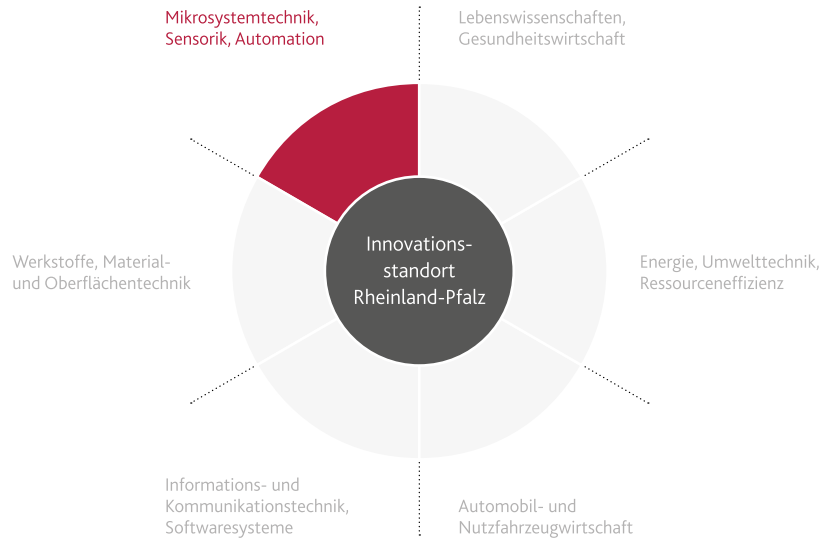 Mikrosystemtechnik,
Sensorik, Automation
Lebenswissenschaften,
Gesundheitswirtschaft
Werkstoffe, Material-
und Oberflächentechnik
Innovations-
standort
Rheinland-Pfalz
Energie, Umwelttechnik,
Ressourceneffizienz
Informations- und
Kommunikationstechnik,
Softwaresysteme
Automobil- und
Nutzfahrzeugwirtschaft